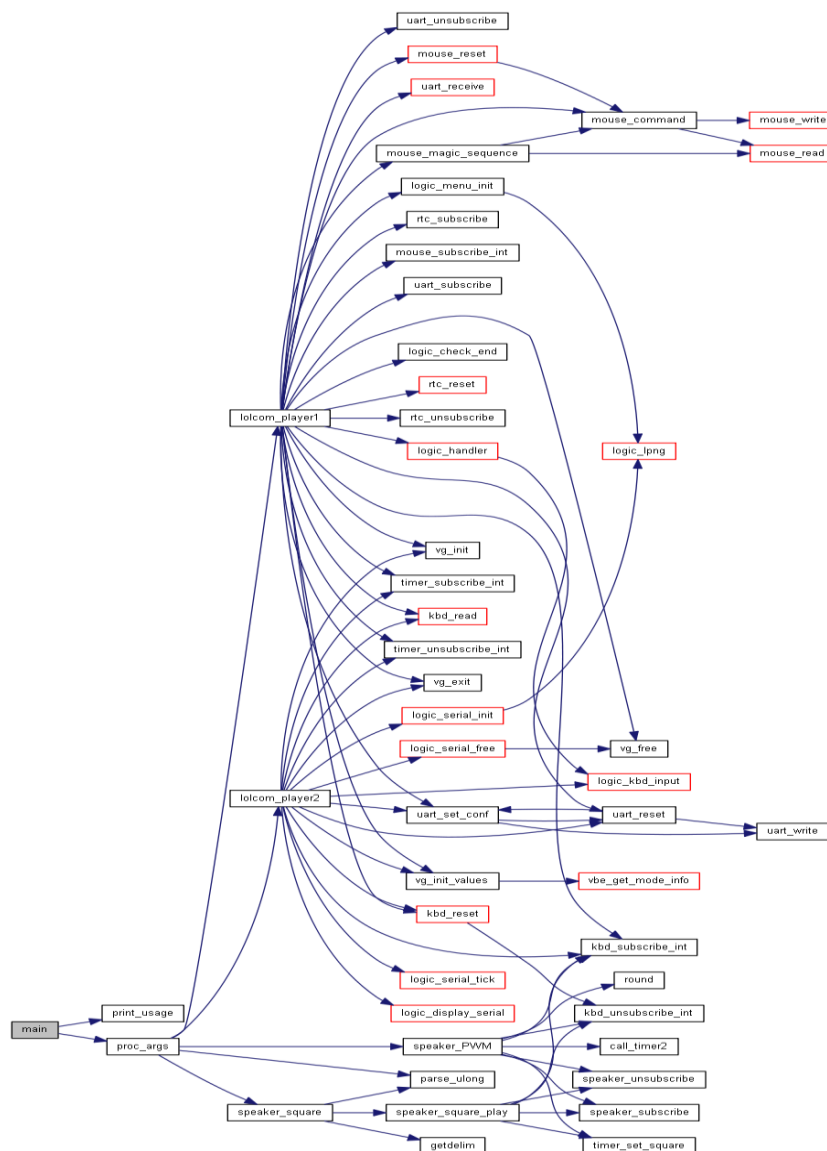 uart_unsubscribe
mouse_reset
uart_receive
mouse_command
mouse_write
mouse_magic_sequence
mouse_read
logic_menu_init
rtc_subscribe
mouse_subscribe_int
uart_subscribe
logic_check_end
rtc_reset
lolcom_player1
rtc_unsubscribe
logic_handler
logic_lpng
vg_init
timer_subscribe_int
kbd_read
timer_unsubscribe_int
vg_exit
logic_serial_init
logic_serial_free
vg_free
logic_kbd_input
lolcom_player2
uart_set_conf
uart_reset
uart_write
vg_init_values
vbe_get_mode_info
kbd_reset
kbd_subscribe_int
logic_serial_tick
round
logic_display_serial
kbd_unsubscribe_int
print_usage
main
proc_args
speaker_PWM
call_timer2
parse_ulong
speaker_unsubscribe
speaker_square
speaker_square_play
speaker_subscribe
getdelim
timer_set_square